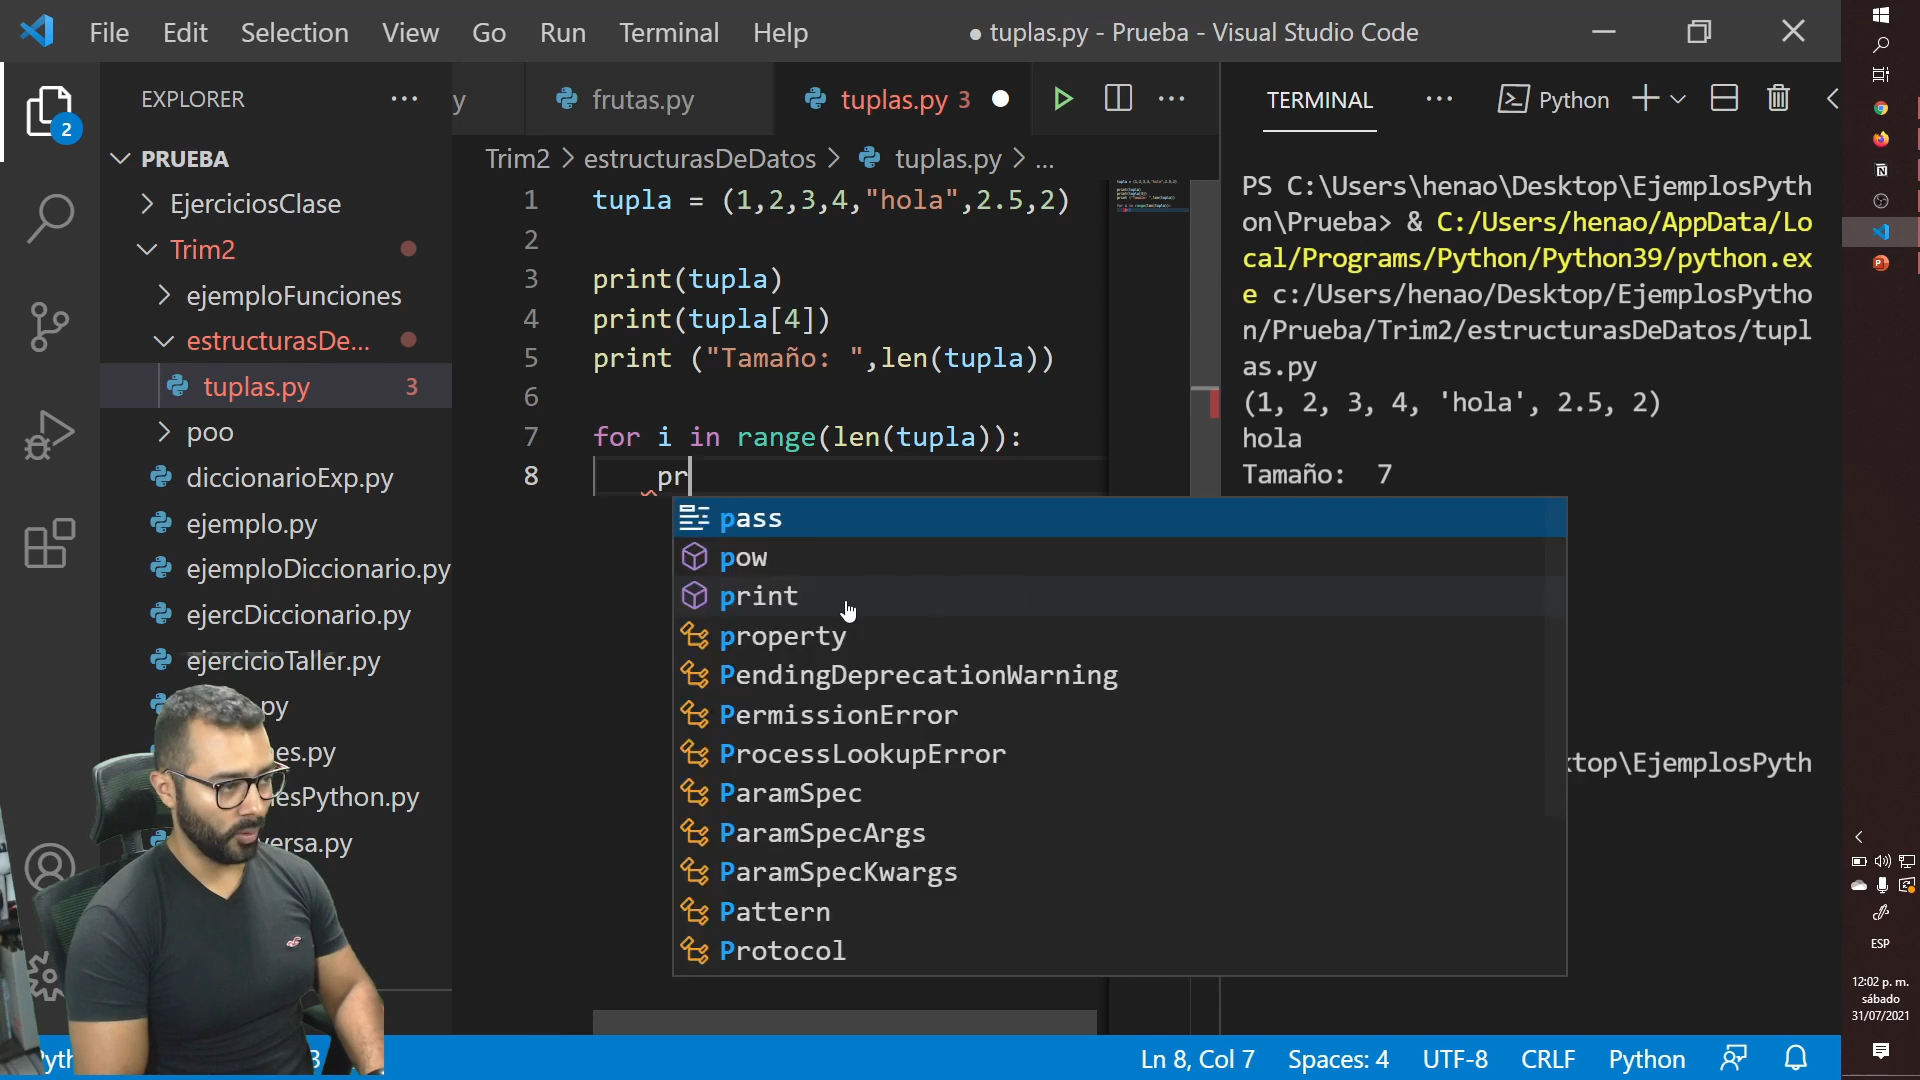 File Edit Selection View Go Run Terminal Help
● tuplas.py - Prueba - Visual Studio Code
EXPLORER
2
PRUEBA
EjerciciosClase
Trim2
ejemploFunciones
estructurasDe...
tuplas.py 3
poo
diccionarioExp.py
ejemplo.py
ejemploDiccionario.py
ejercDiccionario.py
ejercicioTaller.py
.py
es.py
esPython.py
ersa.py
y
frutas.py
tuplas.py 3
Trim2 > estructurasDeDatos > tuplas.py > ...
1 tupla = (1,2,3,4,"hola",2.5,2)
2
3 print(tupla)
4 print(tupla[4])
5 print ("Tamaño: ",len(tupla))
6
7 for i in range(len(tupla)):
8 pr
pass
pow
print
property
PendingDeprecationWarning
PermissionError
ProcessLookupError
ParamSpec
ParamSpecArgs
ParamSpecKwargs
Pattern
Protocol
TERMINAL
Python
PS C:\Users\henao\Desktop\EjemplosPyth
on\Prueba> & C:/Users/henao/AppData/Lo
cal/Programs/Python/Python39/python.ex
e c:/Users/henao/Desktop/EjemplosPytho
n/Prueba/Trim2/estructurasDeDatos/tupl
as.py
(1, 2, 3, 4, 'hola', 2.5, 2)
hola
Tamaño:  7
top\EjemplosPyth
Pyth
3
Ln 8, Col 7 Spaces: 4 UTF-8 CRLF Python
ESP
12:02 p. m.
sábado
31/07/2021